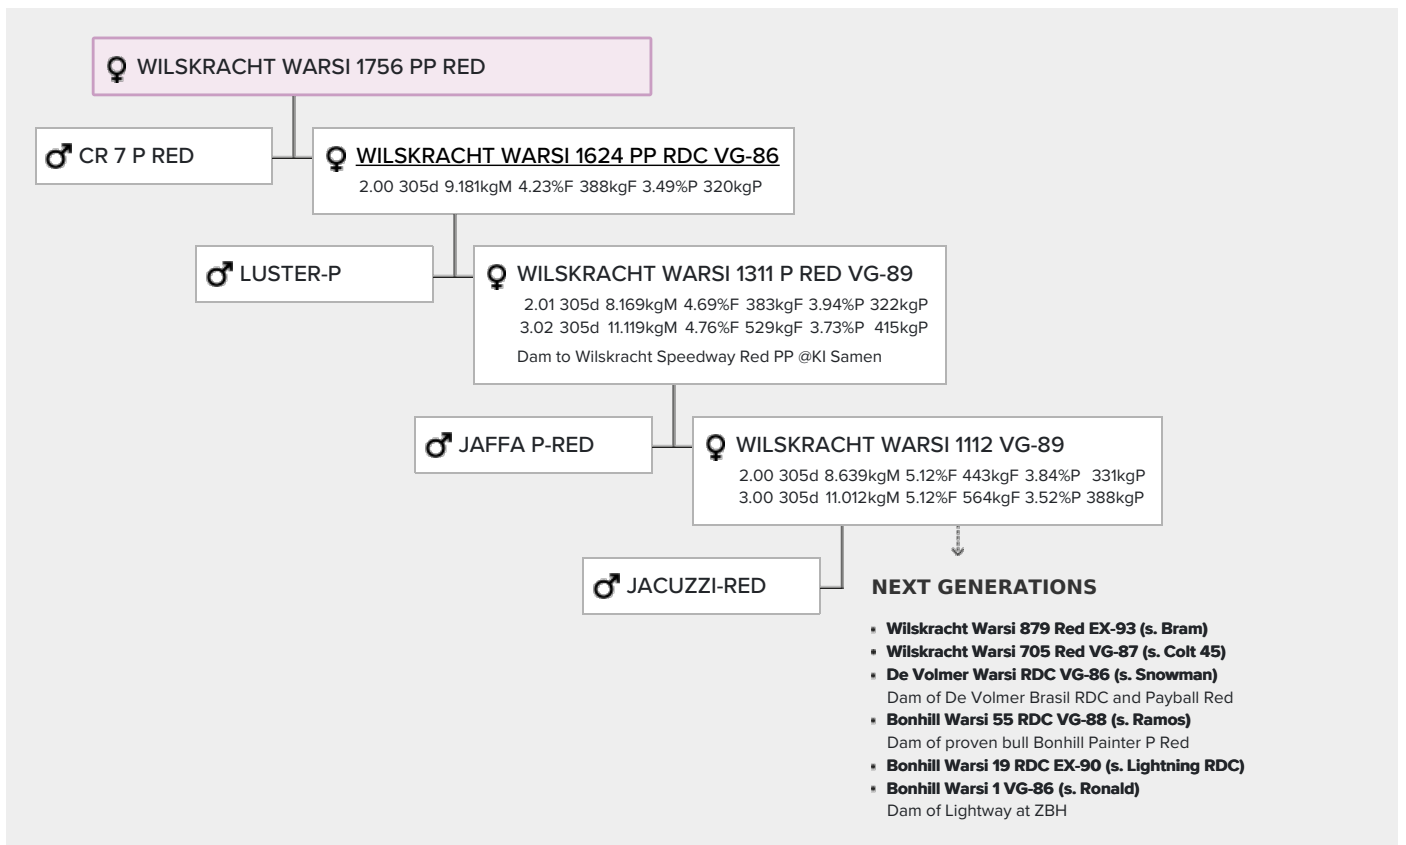 WILSKRACHT WARSI 1756 PP RED
CR 7 P RED
WILSKRACHT WARSI 1624 PP RDC VG-86
2.00 305d 9.181kgM 4.23%F 388kgF 3.49%P 320kgP
LUSTER-P
WILSKRACHT WARSI 1311 P RED VG-89
2.01 305d 8.169kgM 4.69%F 383kgF 3.94%P 322kgP
3.02 305d 11.119kgM 4.76%F 529kgF 3.73%P 415kgP
Dam to Wilskracht Speedway Red PP @KI Samen
JAFFA P-RED
WILSKRACHT WARSI 1112 VG-89
2.00 305d 8.639kgM 5.12%F 443kgF 3.84%P 331kgP
3.00 305d 11.012kgM 5.12%F 564kgF 3.52%P 388kgP
JACUZZI-RED
NEXT GENERATIONS
Wilskracht Warsi 879 Red EX-93 (s. Bram)
Wilskracht Warsi 705 Red VG-87 (s. Colt 45)
De Volmer Warsi RDC VG-86 (s. Snowman)
Dam of De Volmer Brasil RDC and Payball Red
Bonhill Warsi 55 RDC VG-88 (s. Ramos)
Dam of proven bull Bonhill Painter P Red
Bonhill Warsi 19 RDC EX-90 (s. Lightning RDC)
Bonhill Warsi 1 VG-86 (s. Ronald)
Dam of Lightway at ZBH